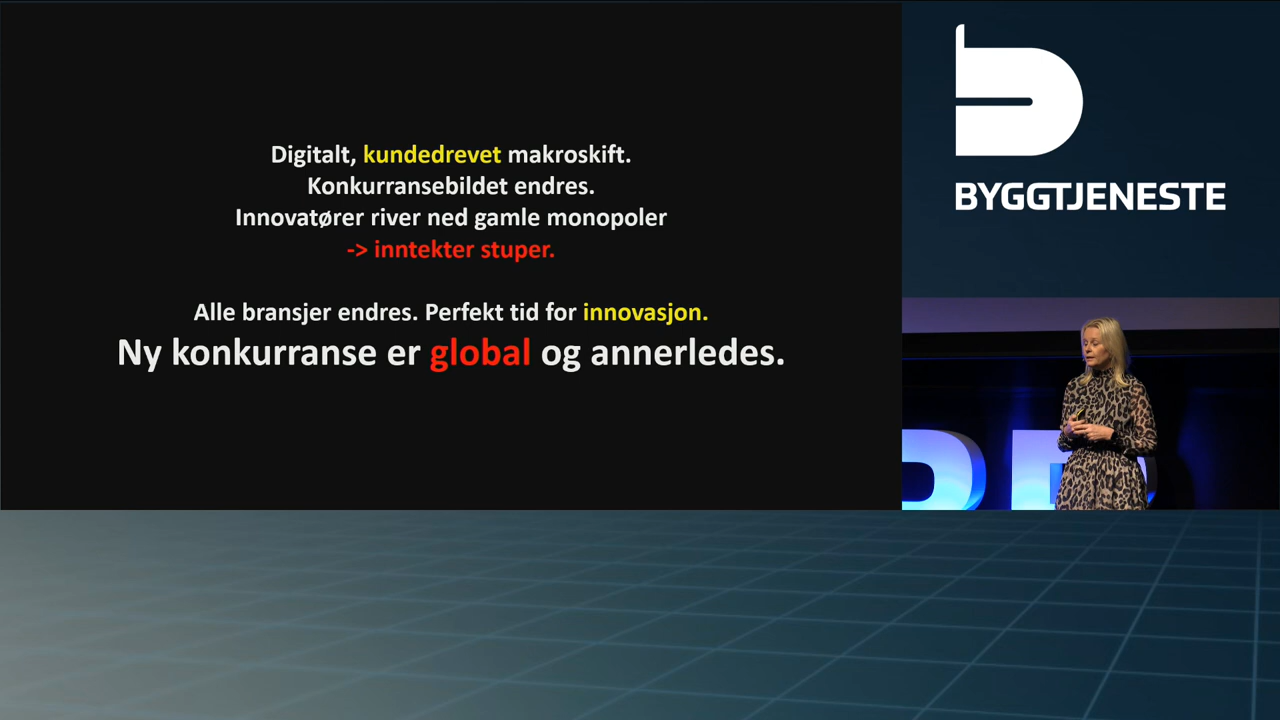 Digitalt, kundedrevet makroskift.
Konkurransebildet endres.
Innovatører river ned gamle monopoler
-> inntekter stuper.
Alle bransjer endres. Perfekt tid for innovasjon.
Ny konkurranse er global og annerledes.
BYGGTJENESTE